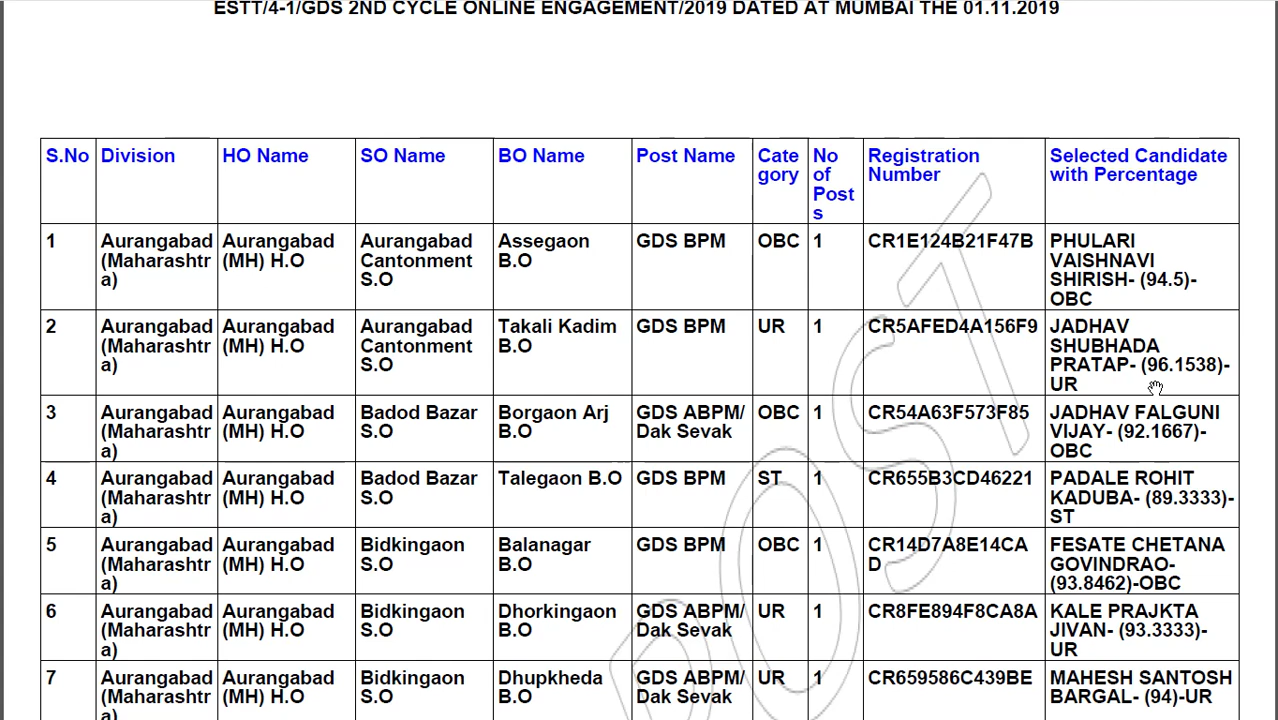 ESTT/4-1/GDS 2ND CYCLE ONLINE ENGAGEMENT/2019 DATED AT MUMBAI THE 01.11.2019
S.No Division HO Name SO Name BO Name Post Name Cate No Registration Selected Candidate
gory of Number with Percentage
Post
s
1 Aurangabad Aurangabad Aurangabad Assegaon GDS BPM OBC 1 CR1E124B21F47B PHULARI
(Maharashtr (MH) H.O Cantonment B.O VAISHNAVI
a) S.O SHIRISH- (94.5)-
OBC
2 Aurangabad Aurangabad Aurangabad Takali Kadim GDS BPM UR 1 CR5AFED4A156F9 JADHAV
(Maharashtr (MH) H.O Cantonment B.O SHUBHADA
a) S.O PRATAP- (96.1538)-
UR
3 Aurangabad Aurangabad Badod Bazar Borgaon Arj GDS ABPM/ OBC 1 CR54A63F573F85 JADHAV FALGUNI
(Maharashtr (MH) H.O S.O B.O Dak Sevak VIJAY- (92.1667)-
a) OBC
4 Aurangabad Aurangabad Badod Bazar Talegaon B.O GDS BPM ST 1 CR655B3CD46221 PADALE ROHIT
(Maharashtr (MH) H.O S.O KADUBA- (89.3333)-
a) ST
5 Aurangabad Aurangabad Bidkingaon Balanagar GDS BPM OBC 1 CR14D7A8E14CA FESATE CHETANA
(Maharashtr (MH) H.O S.O B.O D GOVINDRAO-
a) (93.8462)-OBC
6 Aurangabad Aurangabad Bidkingaon Dhorkingaon GDS ABPM/ UR 1 CR8FE894F8CA8A KALE PRAJKTA
(Maharashtr (MH) H.O S.O B.O Dak Sevak JIVAN- (93.3333)-
a) UR
7 Aurangabad Aurangabad Bidkingaon Dhupkheda GDS ABPM/ UR 1 CR659586C439BE MAHESH SANTOSH
(Maharashtr (MH) H.O S.O B.O Dak Sevak BARGAL- (94)-UR
a)
POST